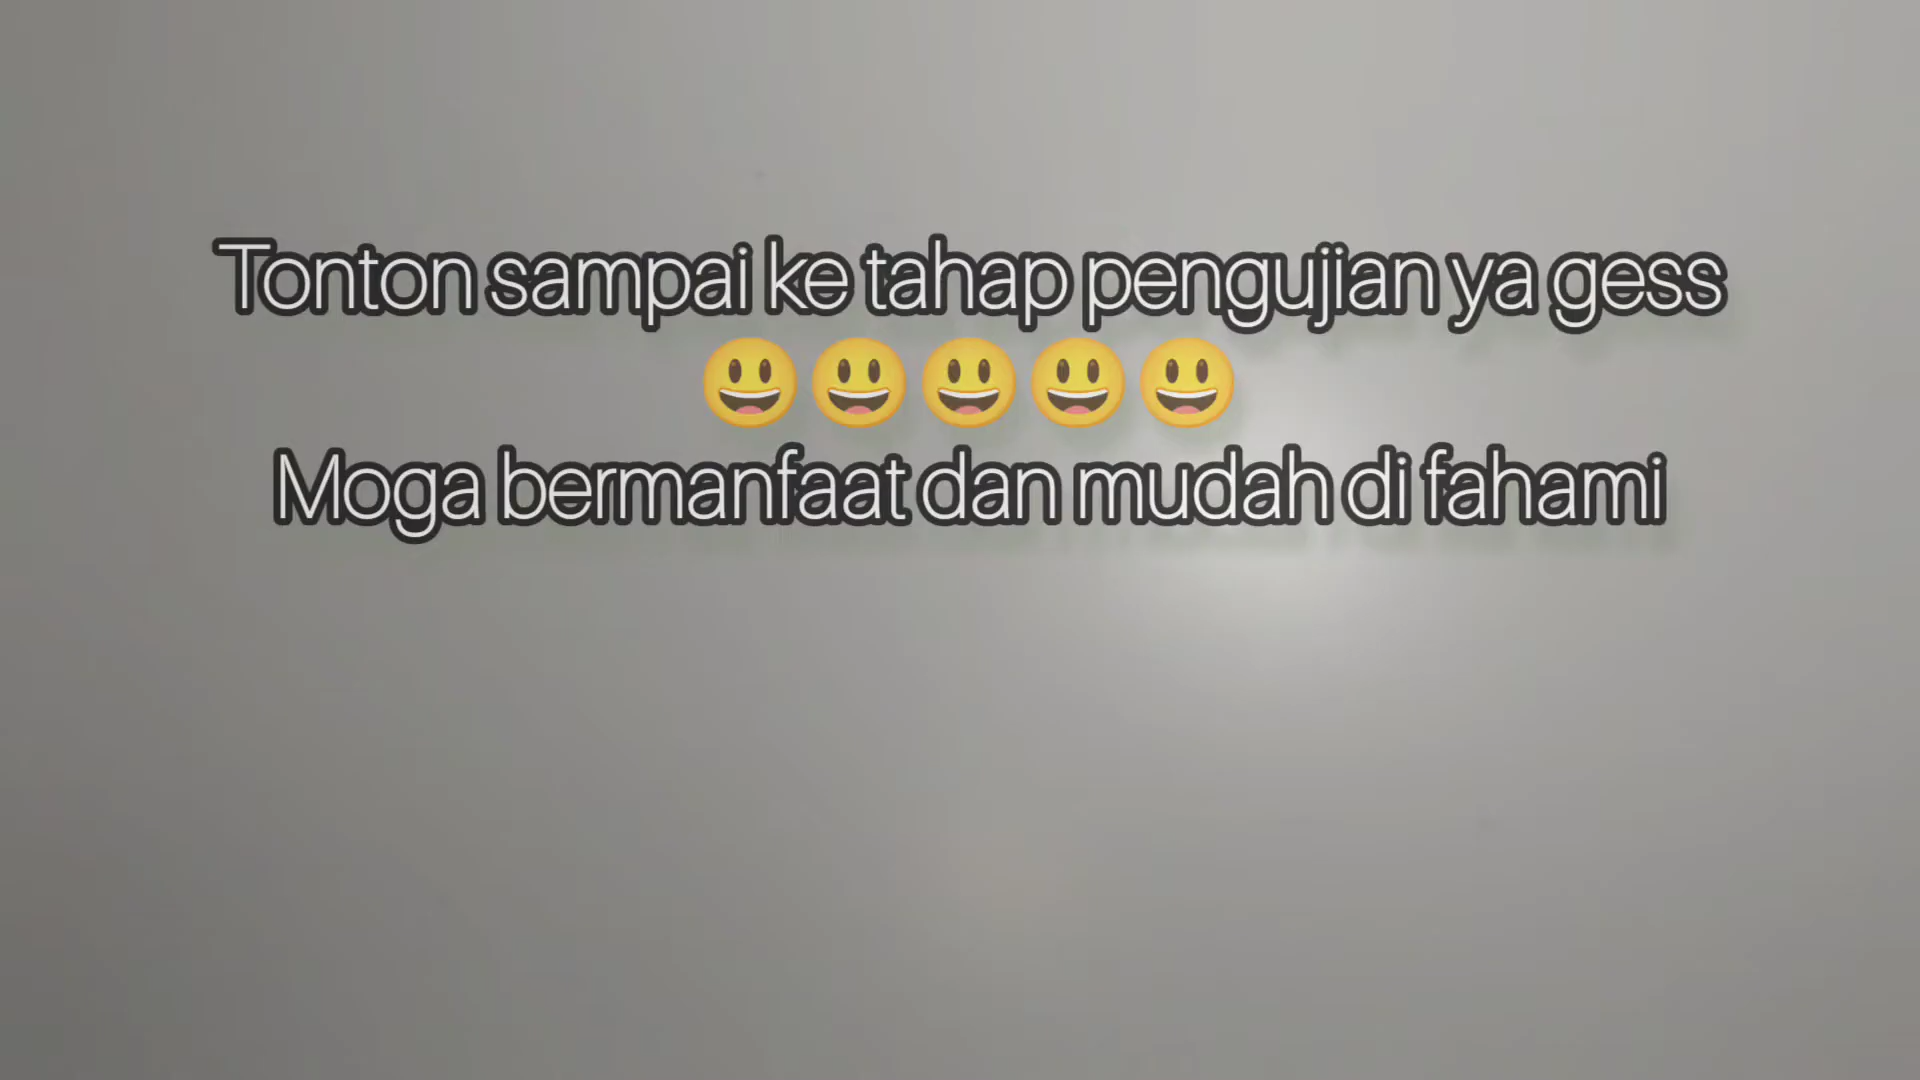 Tonton sampai ke tahap pengujian ya gess
😃😃😃😃😃
Moga bermanfaat dan mudah di fahami